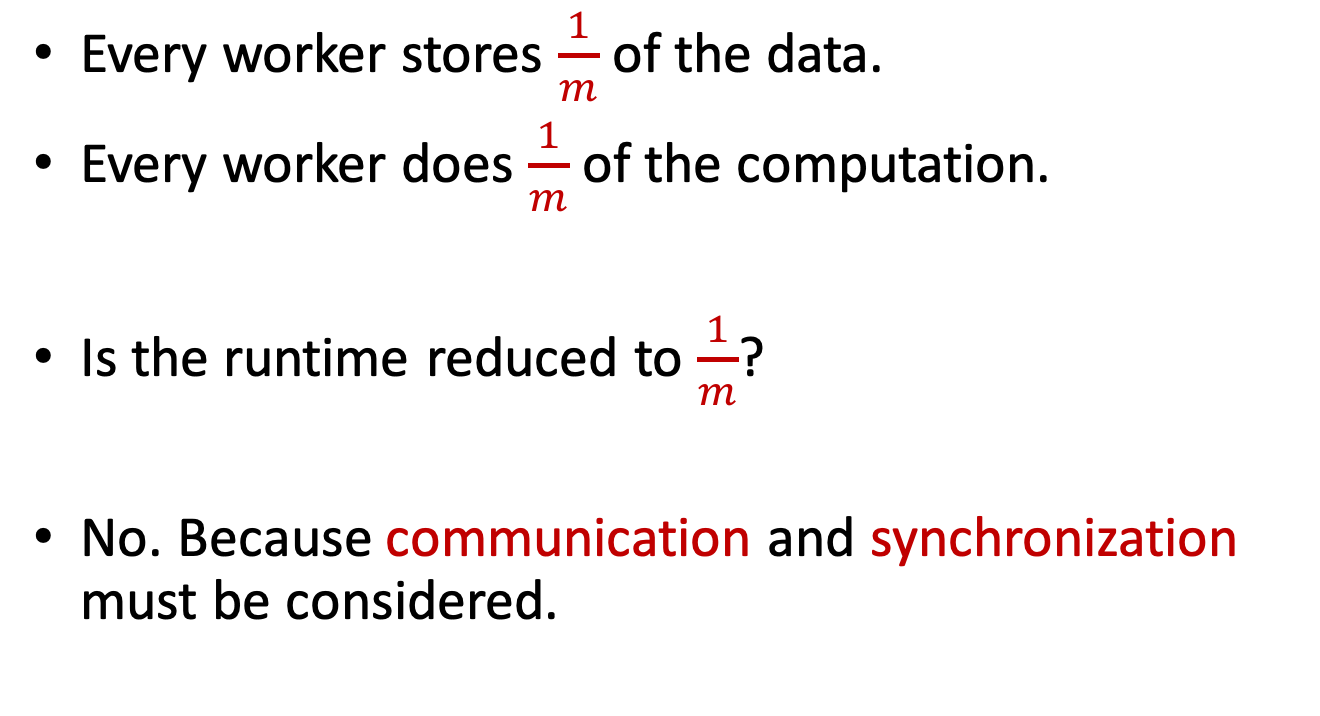 • Every worker stores 1/m of the data.
• Every worker does 1/m of the computation.
• Is the runtime reduced to 1/m?
• No. Because communication and synchronization
must be considered.